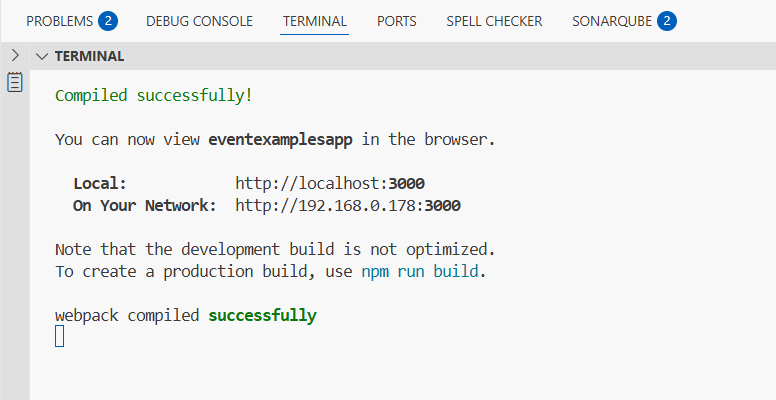 PROBLEMS 2 DEBUG CONSOLE TERMINAL PORTS SPELL CHECKER SONARQUBE 2
TERMINAL
Compiled successfully!
You can now view eventexamplesapp in the browser.
Local: http://localhost:3000
On Your Network: http://192.168.0.178:3000
Note that the development build is not optimized.
To create a production build, use npm run build.
webpack compiled successfully